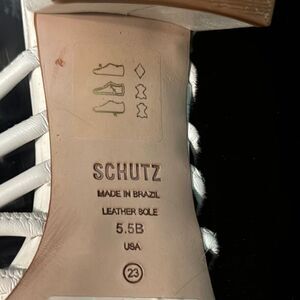 SCHUTZ
MADE IN BRAZIL
LEATHER SOLE
5.5B
USA
23